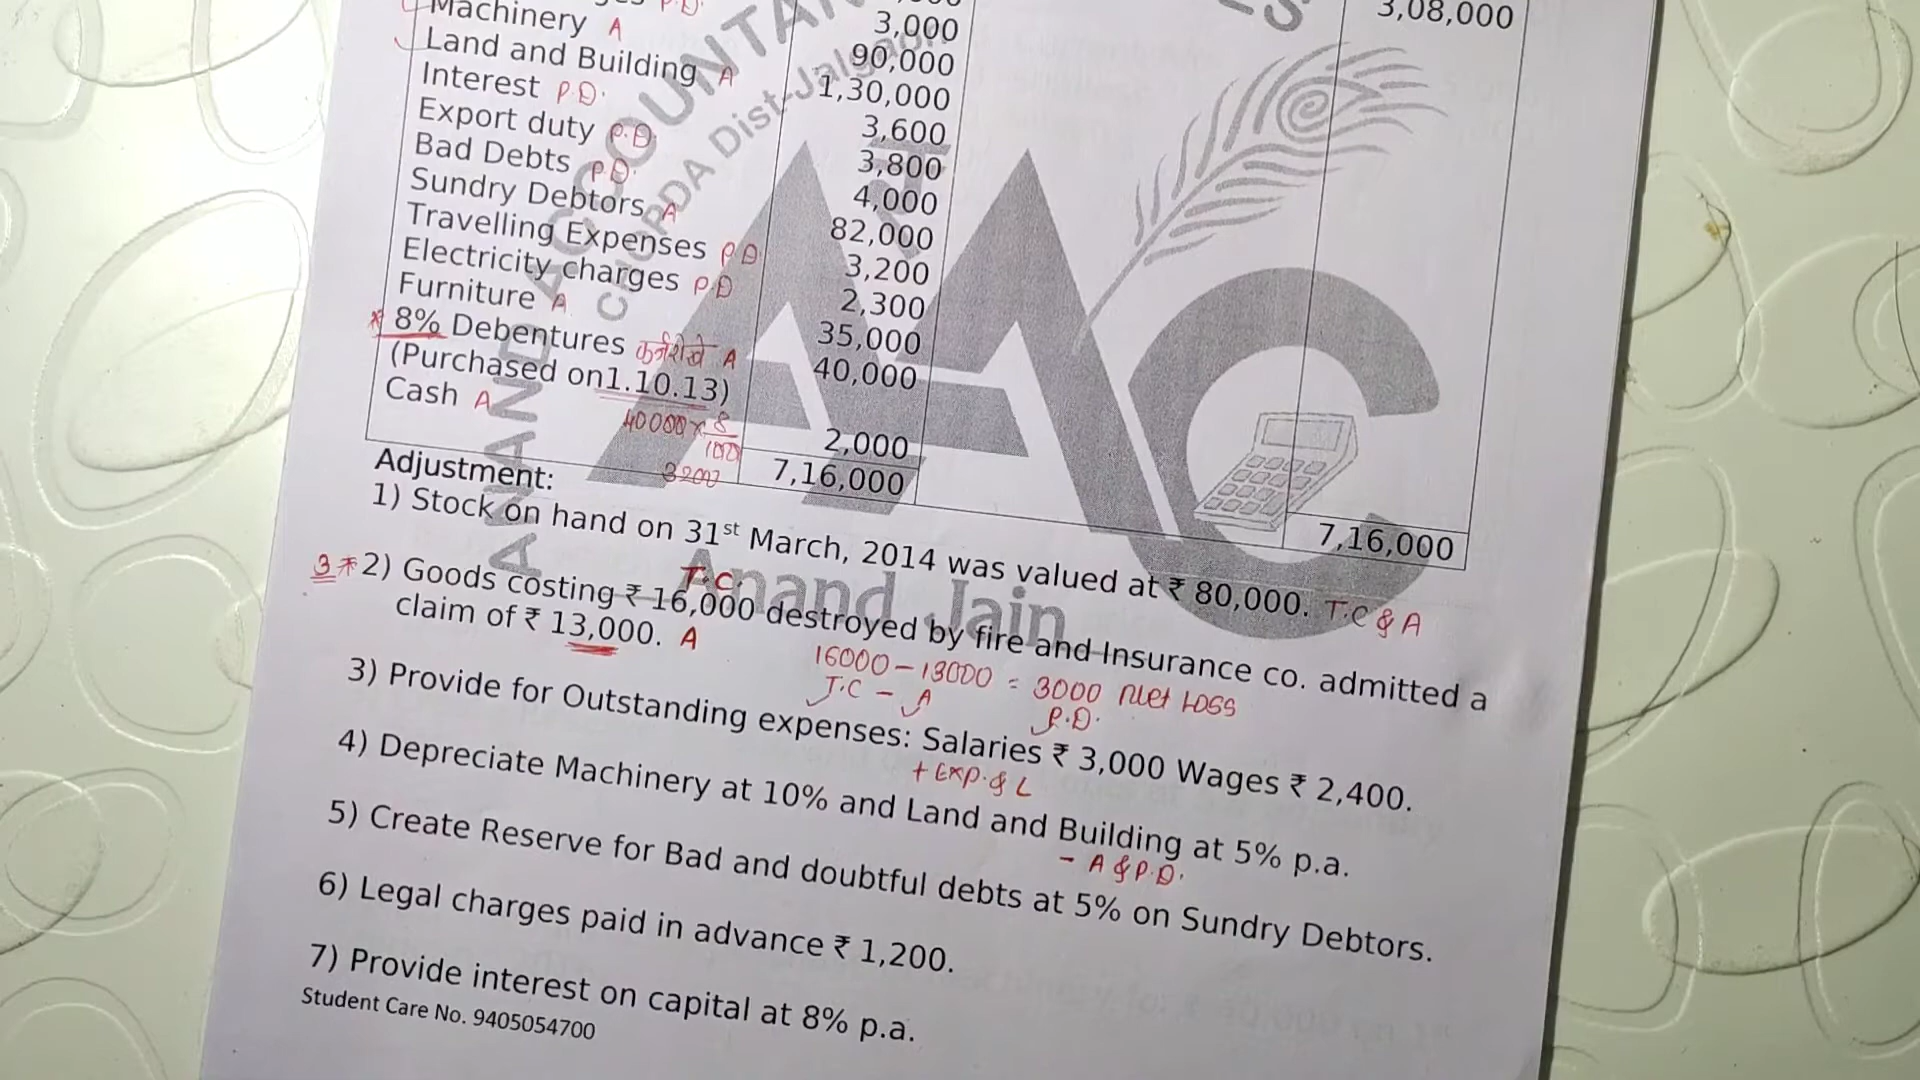 P.D.
3,08,000
Machinery A 3,000
Land and Building A 90,000
Interest P.D. 1,30,000
Export duty P.D. 3,600
Bad Debts P.D. 3,800
Sundry Debtors A 4,000
Travelling Expenses P.D 82,000
Electricity charges P.D 3,200
Furniture A 2,300
* 8% Debentures A 35,000
(Purchased on1.10.13) 40,000
Cash A 2,000
40000 × 8
100
3200
7,16,000
7,16,000
Adjustment:
1) Stock on hand on 31st March, 2014 was valued at ₹ 80,000. T.C & A
T.C.
3* 2) Goods costing ₹ 16,000 destroyed by fire and Insurance co. admitted a
claim of ₹ 13,000. A
16000 - 13000 = 3000 net Loss
T.C - A P.D.
3) Provide for Outstanding expenses: Salaries ₹ 3,000 Wages ₹ 2,400.
+ Exp. & L
4) Depreciate Machinery at 10% and Land and Building at 5% p.a.
- A & P.D.
5) Create Reserve for Bad and doubtful debts at 5% on Sundry Debtors.
6) Legal charges paid in advance ₹ 1,200.
7) Provide interest on capital at 8% p.a.
Student Care No. 9405054700
CHOPDA Dist-Jalgaon
Anand Jain